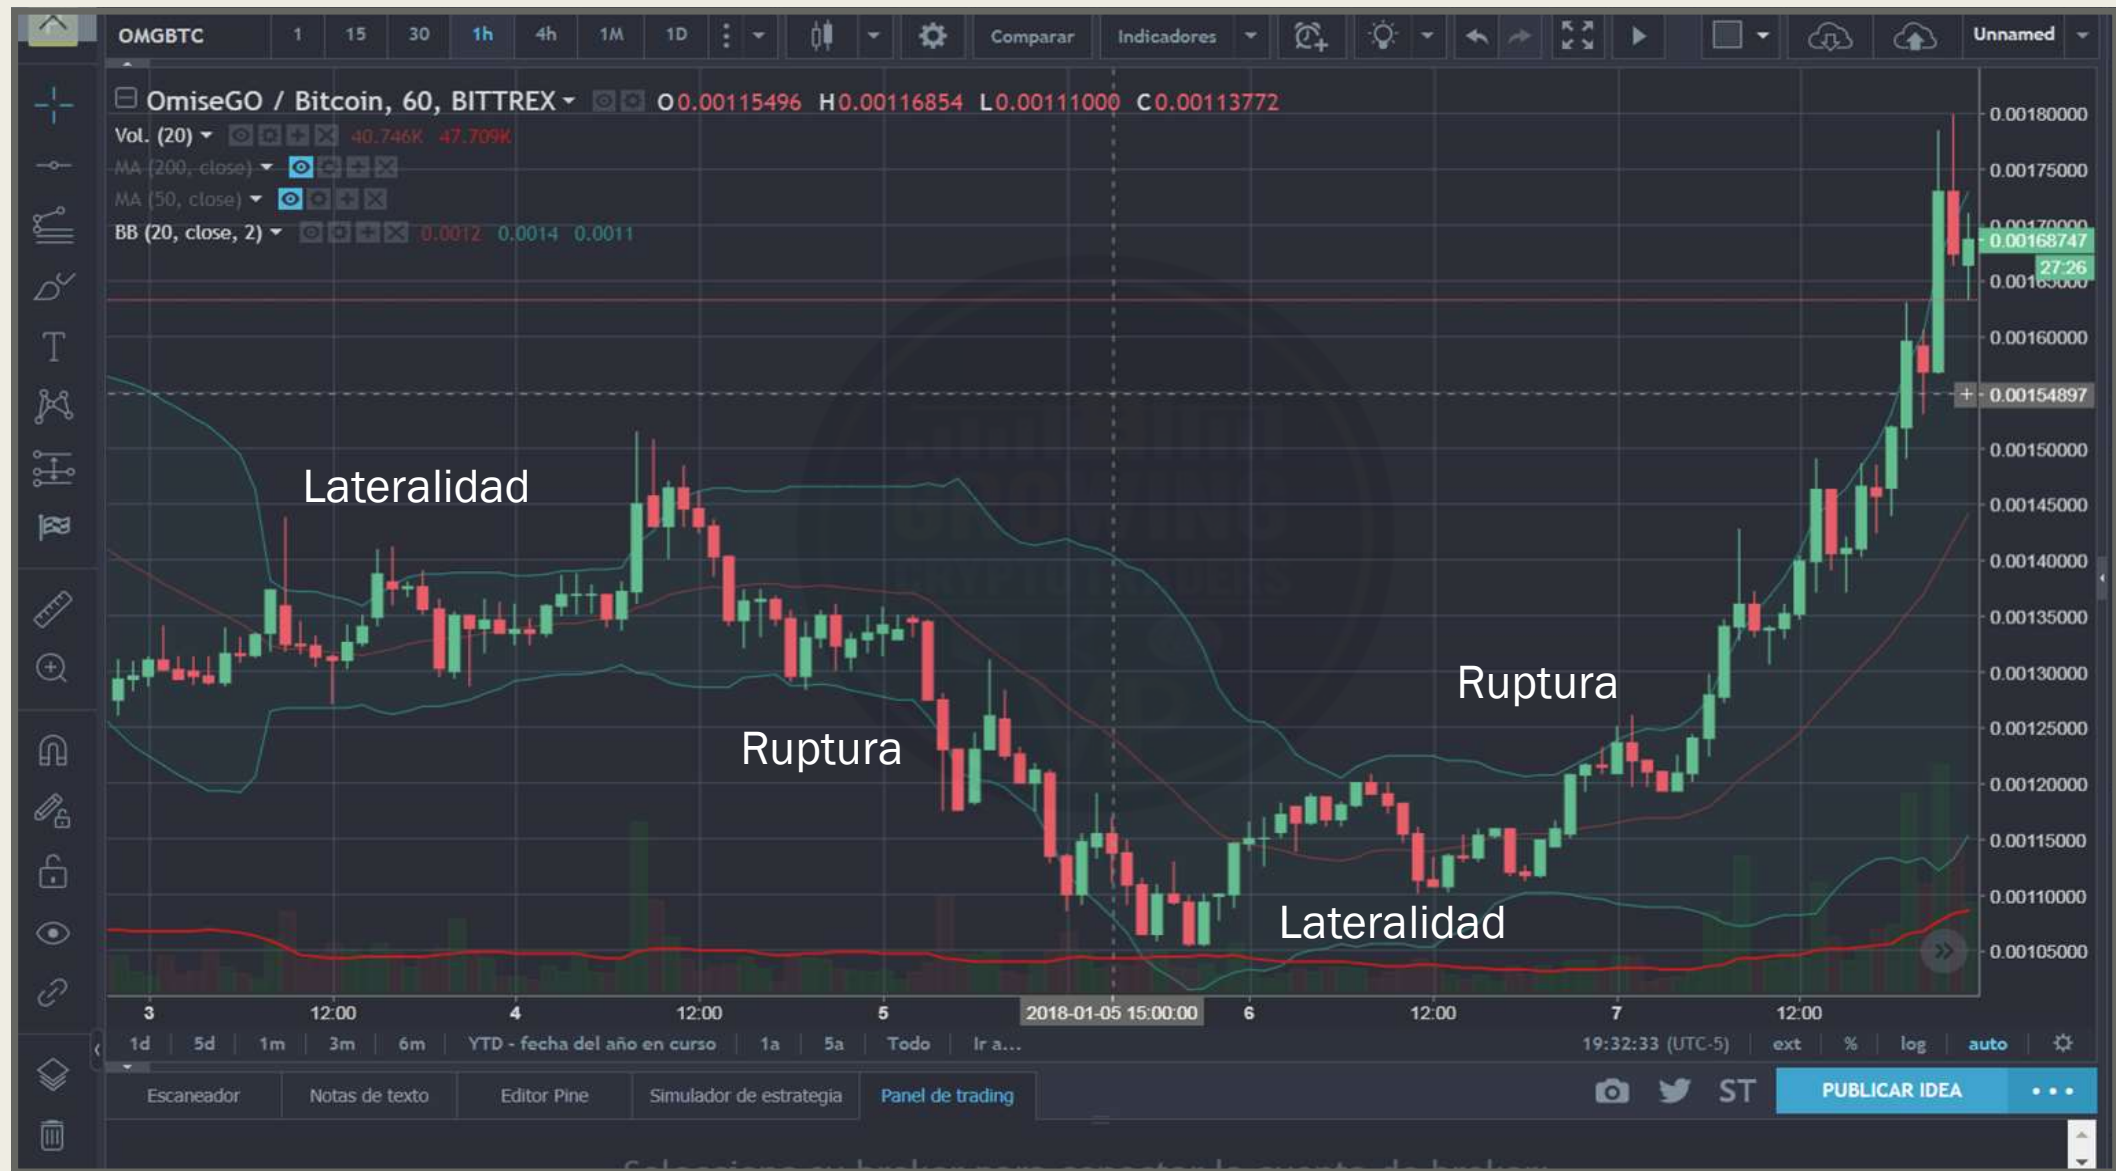 OMGBTC 1 15 30 1h 4h 1M 1D Comparar Indicadores Unnamed
OmiseGO / Bitcoin, 60, BITTREX O0.00115496 H0.00116854 L0.00111000 C0.00113772
Vol. (20) 40.746K 47.709K
MA (200, close)
MA (50, close)
BB (20, close, 2) 0.0012 0.0014 0.0011
0.00180000
0.00175000
0.00170000
0.00168747
27:26
0.00165000
0.00160000
0.00154897
0.00150000
0.00145000
0.00140000
0.00135000
0.00130000
0.00125000
0.00120000
0.00115000
0.00110000
0.00105000
Lateralidad
GROWING
CRYPTOTRADERS
Ruptura
Ruptura
Lateralidad
3 12:00 4 12:00 5 2018-01-05 15:00:00 6 12:00 7 12:00
1d 5d 1m 3m 6m YTD - fecha del año en curso 1a 5a Todo Ir a... 19:32:33 (UTC-5) ext % log auto
Escaneador Notas de texto Editor Pine Simulador de estrategia Panel de trading ST PUBLICAR IDEA